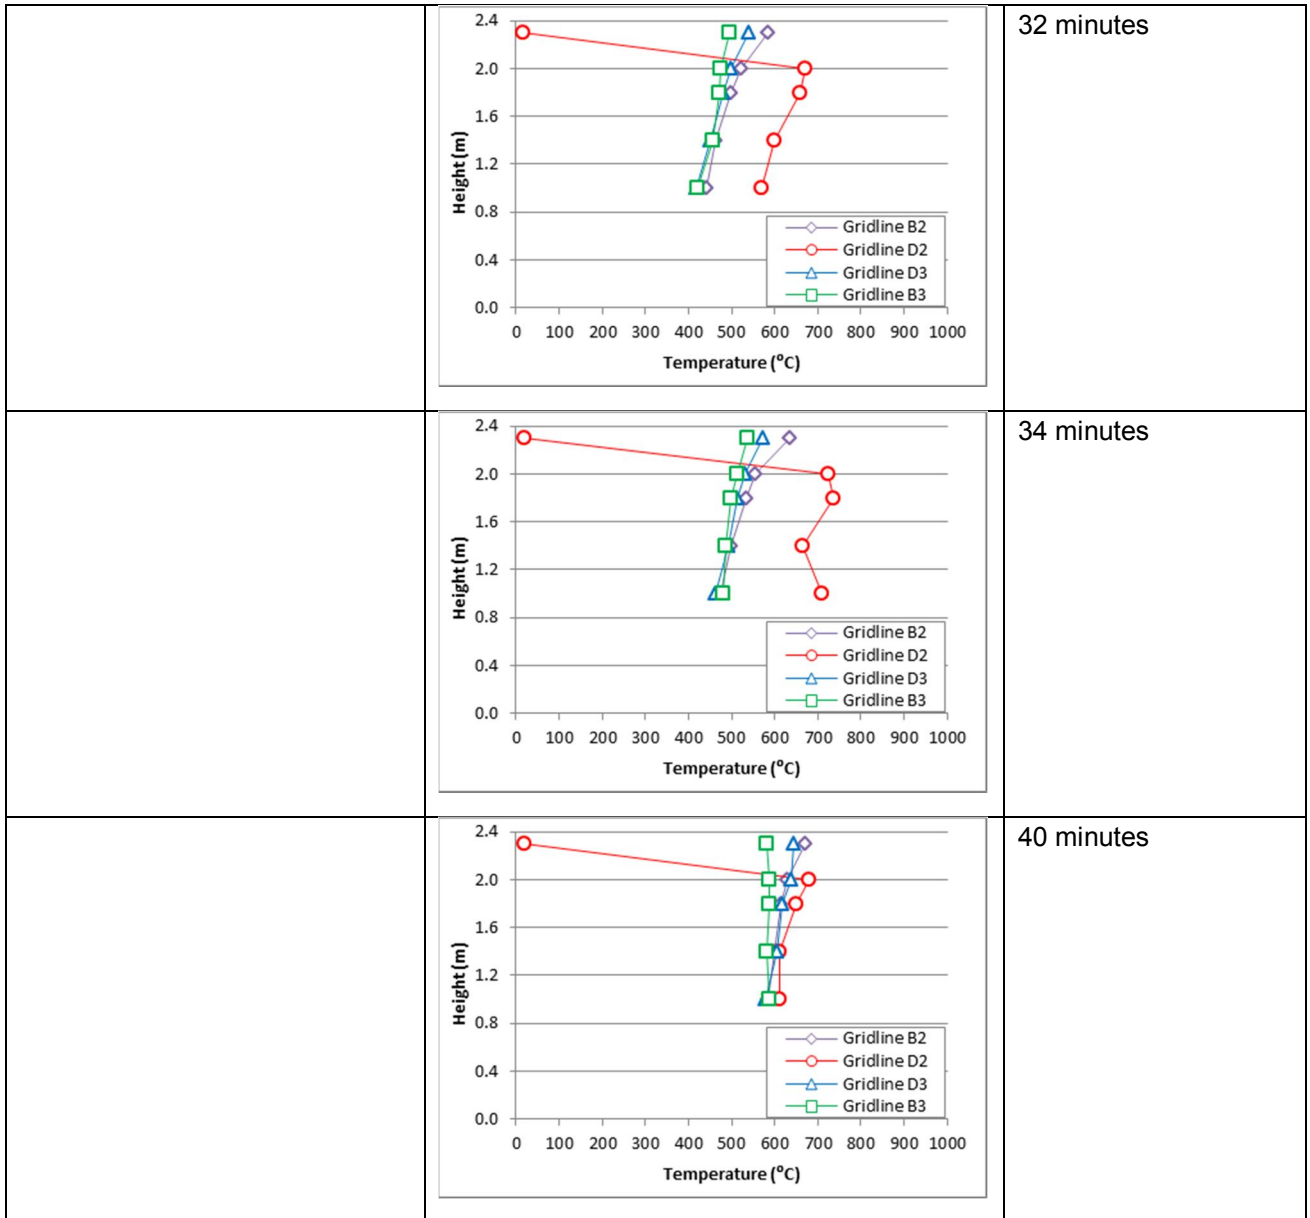 2.4
2.0
1.6
1.2
0.8
0.4
0.0
Height (m)
Gridline B2
Gridline D2
Gridline D3
Gridline B3
0 100 200 300 400 500 600 700 800 900 1000
Temperature (⁰C)
32 minutes
2.4
2.0
1.6
1.2
0.8
0.4
0.0
Height (m)
Gridline B2
Gridline D2
Gridline D3
Gridline B3
0 100 200 300 400 500 600 700 800 900 1000
Temperature (⁰C)
34 minutes
2.4
2.0
1.6
1.2
0.8
0.4
0.0
Height (m)
Gridline B2
Gridline D2
Gridline D3
Gridline B3
0 100 200 300 400 500 600 700 800 900 1000
Temperature (⁰C)
40 minutes